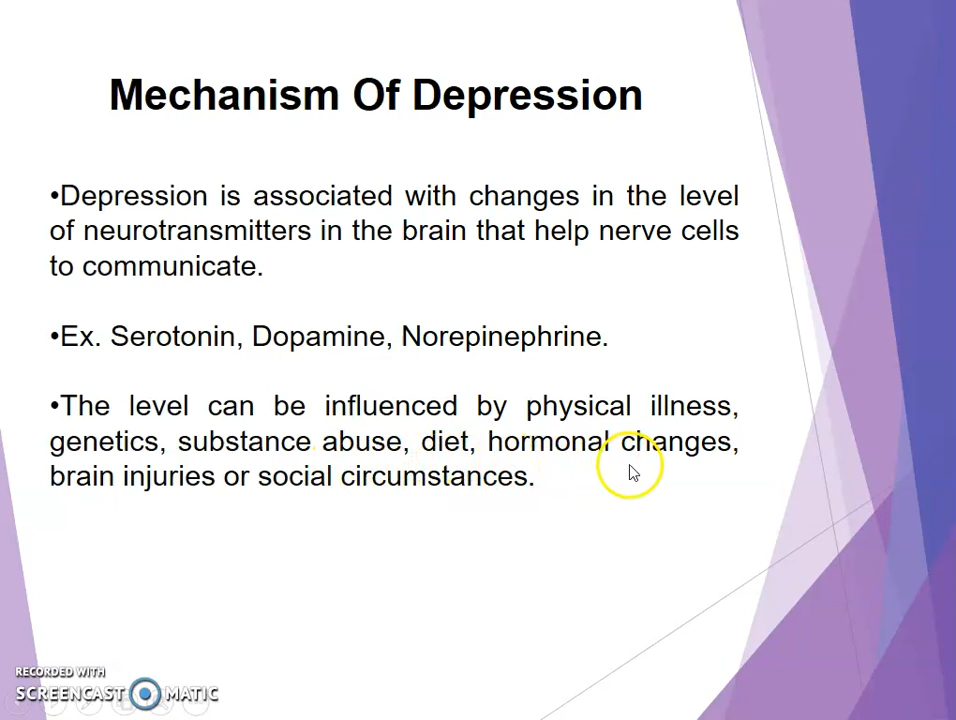 Mechanism Of Depression
•Depression is associated with changes in the level
of neurotransmitters in the brain that help nerve cells
to communicate.
•Ex. Serotonin, Dopamine, Norepinephrine.
•The level can be influenced by physical illness,
genetics, substance abuse, diet, hormonal changes,
brain injuries or social circumstances.
RECORDED WITH
SCREENCAST MATIC